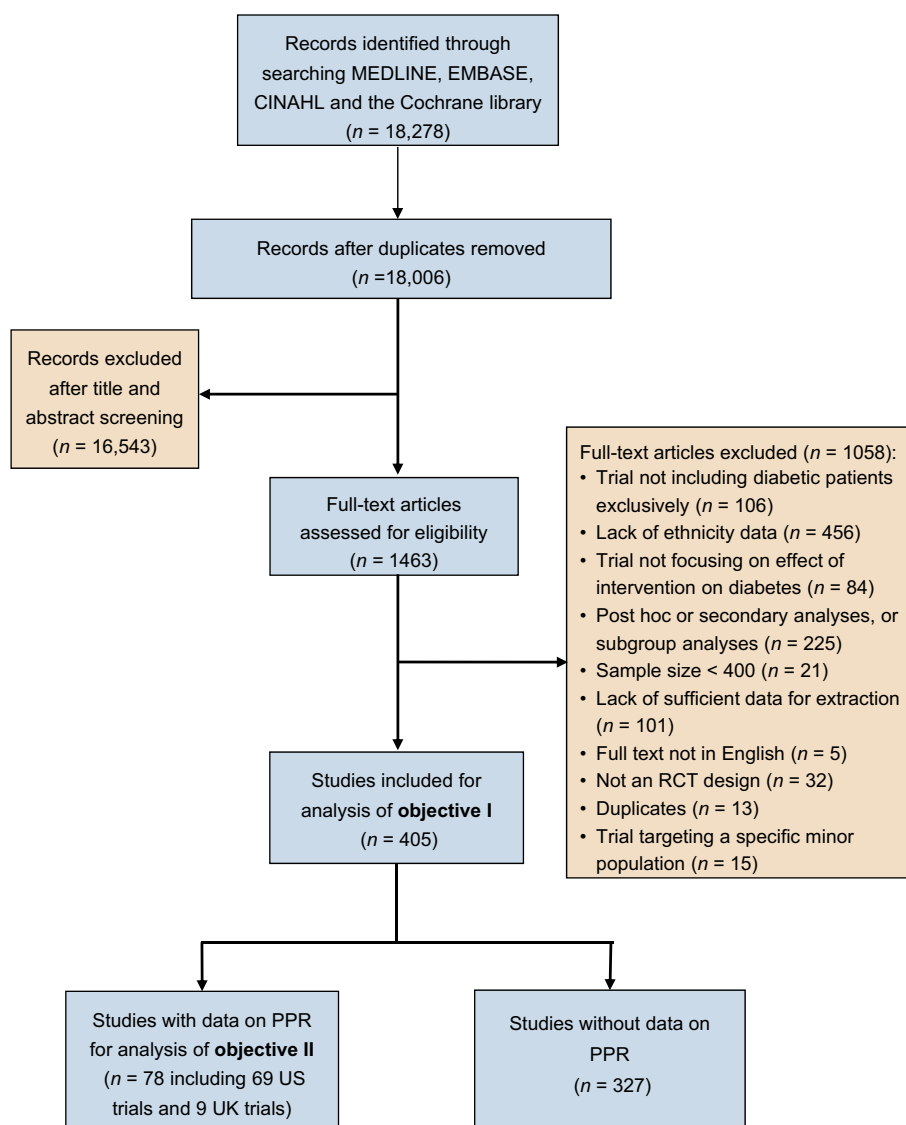 Records identified through
searching MEDLINE, EMBASE,
CINAHL and the Cochrane library
(n = 18,278)
Records after duplicates removed
(n =18,006)
Records excluded
after title and
abstract screening
(n = 16,543)
Full-text articles
assessed for eligibility
(n = 1463)
Full-text articles excluded (n = 1058):
• Trial not including diabetic patients
exclusively (n = 106)
• Lack of ethnicity data (n = 456)
• Trial not focusing on effect of
intervention on diabetes (n = 84)
• Post hoc or secondary analyses, or
subgroup analyses (n = 225)
• Sample size < 400 (n = 21)
• Lack of sufficient data for extraction
(n = 101)
• Full text not in English (n = 5)
• Not an RCT design (n = 32)
• Duplicates (n = 13)
• Trial targeting a specific minor
population (n = 15)
Studies included for
analysis of objective I
(n = 405)
Studies with data on PPR
for analysis of objective II
(n = 78 including 69 US
trials and 9 UK trials)
Studies without data on
PPR
(n = 327)